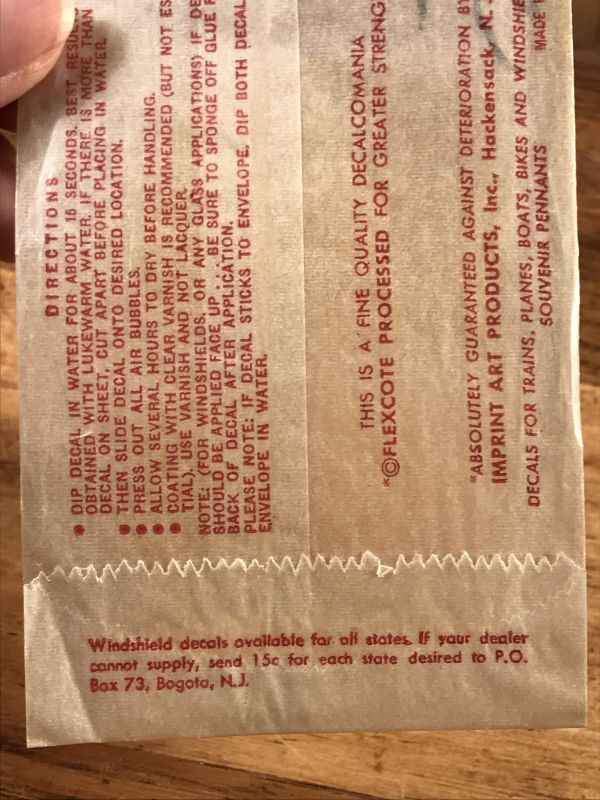 DIRECTIONS
DIP DECAL IN WATER FOR ABOUT 16 SECONDS. BEST
OBTAINED WITH LUKEWARM WATER. IF THERE IS MORE THAN
DECAL ON SHEET, CUT APART BEFORE PLACING IN WATER.
THEN SLIDE DECAL ONTO DESIRED LOCATION.
PRESS OUT ALL AIR BUBBLES.
ALLOW SEVERAL HOURS TO DRY BEFORE HANDLING.
COATING WITH CLEAR VARNISH IS RECOMMENDED (BUT NOT
TIAL). USE VARNISH AND NOT LACQUER.
NOTE: (FOR WINDSHIELDS, OR ANY GLASS APPLICATIONS) IF
SHOULD BE APPLIED FACE UP ... BE SURE TO SPONGE OFF GLUE
BACK OF DECAL AFTER APPLICATION.
PLEASE NOTE: IF DECAL STICKS TO ENVELOPE, DIP BOTH DECAL
ENVELOPE IN WATER.
THIS IS A FINE QUALITY DECALCOMANIA
*©FLEXCOTE PROCESSED FOR GREATER
*ABSOLUTELY GUARANTEED AGAINST DETERIORATION BY
IMPRINT ART PRODUCTS, Inc., Hackensack, N.
DECALS FOR TRAINS, PLANES, BOATS, BIKES AND
SOUVENIR PENNANTS MADE
Windshield decals available for all states. If your dealer
cannot supply, send 15c for each state desired to P.O.
Box 73, Bogota, N.J.